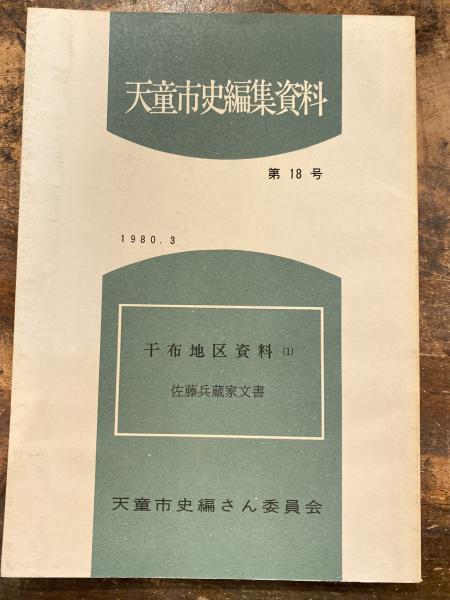 天童市史編集資料
第 18 号
1980.3
干布地区資料 (1)
佐藤兵蔵家文書
天童市史編さん委員会